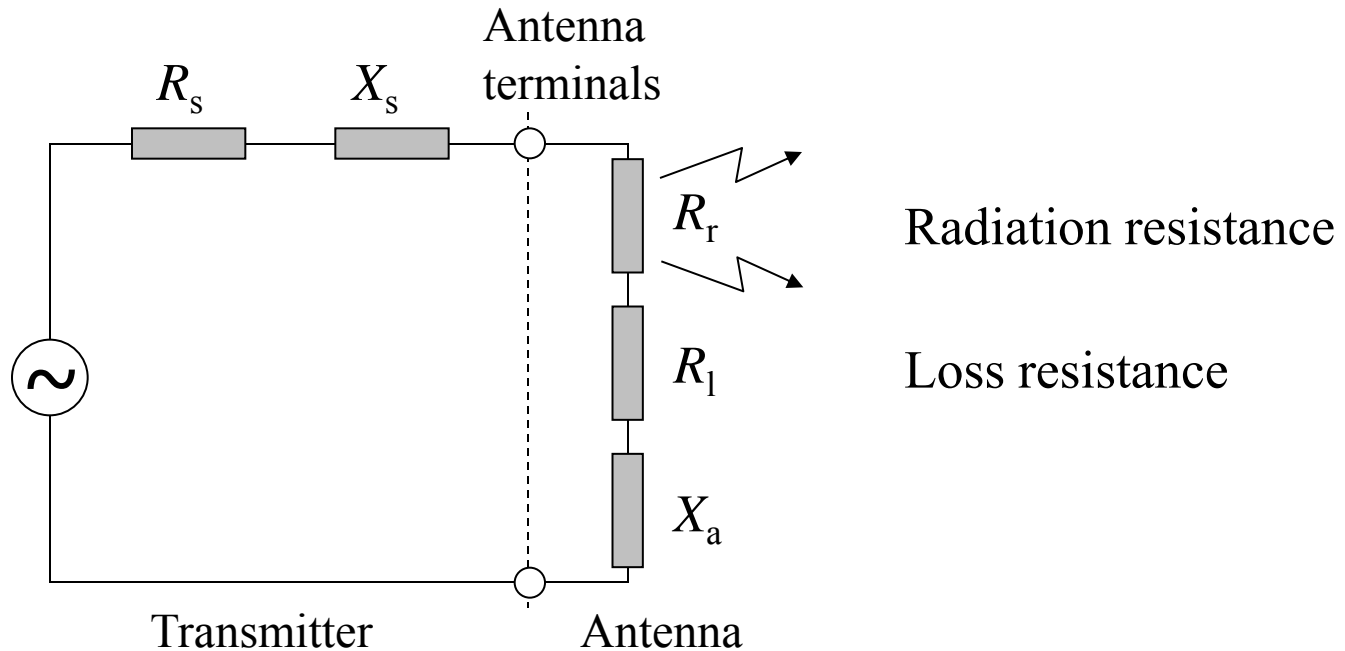 Antenna
terminals
Rs
Xs
Rr
Radiation resistance
~
Rl
Loss resistance
Xa
Transmitter
Antenna